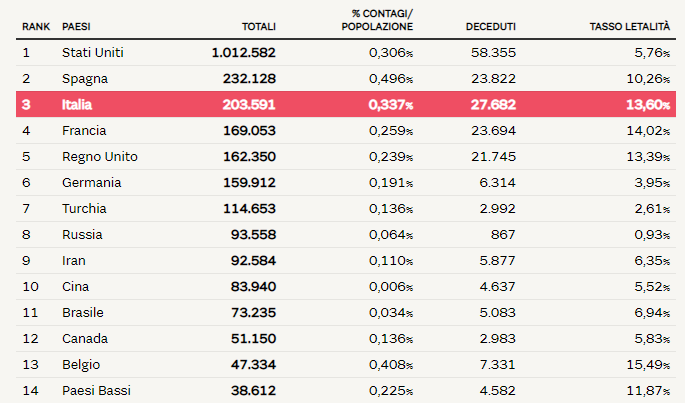 RANK PAESI TOTALI % CONTAGI/ POPOLAZIONE DECEDUTI TASSO LETALITÀ
1 Stati Uniti 1.012.582 0,306% 58.355 5,76%
2 Spagna 232.128 0,496% 23.822 10,26%
3 Italia 203.591 0,337% 27.682 13,60%
4 Francia 169.053 0,259% 23.694 14,02%
5 Regno Unito 162.350 0,239% 21.745 13,39%
6 Germania 159.912 0,191% 6.314 3,95%
7 Turchia 114.653 0,136% 2.992 2,61%
8 Russia 93.558 0,064% 867 0,93%
9 Iran 92.584 0,110% 5.877 6,35%
10 Cina 83.940 0,006% 4.637 5,52%
11 Brasile 73.235 0,034% 5.083 6,94%
12 Canada 51.150 0,136% 2.983 5,83%
13 Belgio 47.334 0,408% 7.331 15,49%
14 Paesi Bassi 38.612 0,225% 4.582 11,87%